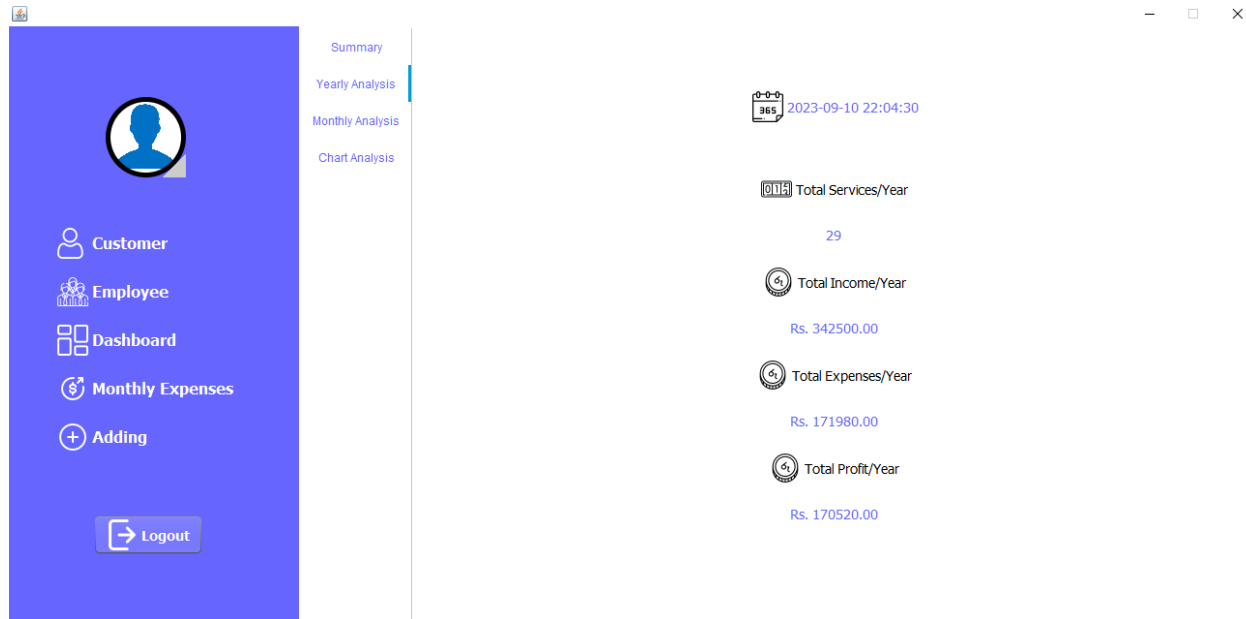 Customer
Employee
Dashboard
Monthly Expenses
Adding
Logout
Summary
Yearly Analysis
Monthly Analysis
Chart Analysis
365 2023-09-10 22:04:30
Total Services/Year
29
Total Income/Year
Rs. 342500.00
Total Expenses/Year
Rs. 171980.00
Total Profit/Year
Rs. 170520.00